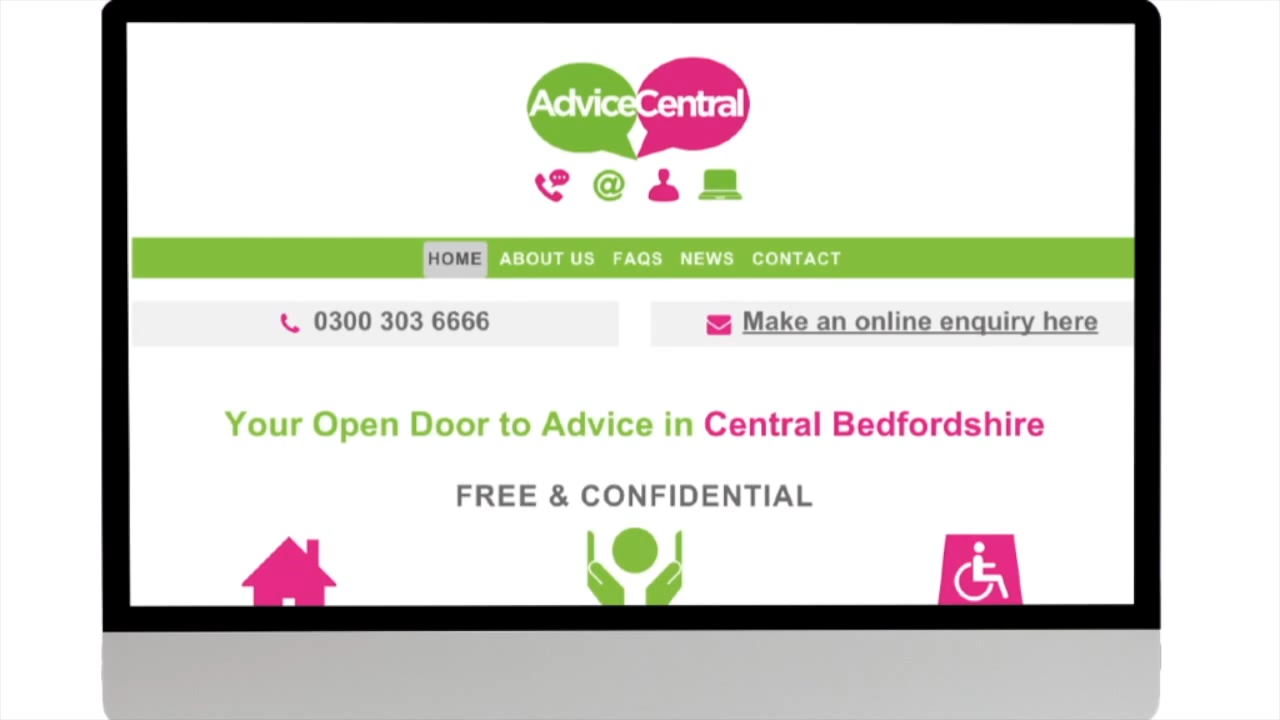 AdviceCentral
@
HOME ABOUT US FAQS NEWS CONTACT
0300 303 6666
Make an online enquiry here
Your Open Door to Advice in Central Bedfordshire
FREE & CONFIDENTIAL